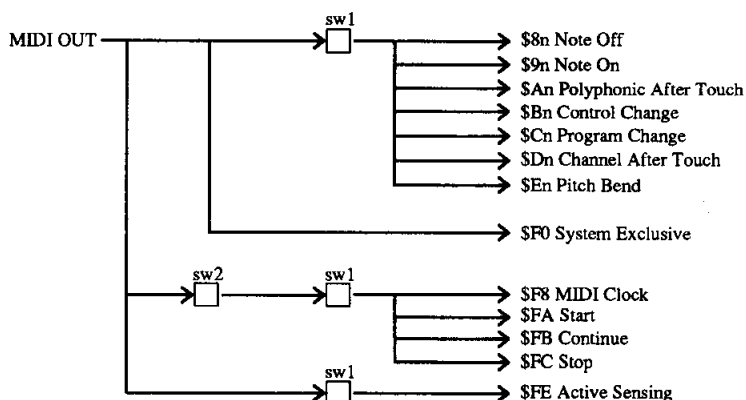 sw1
MIDI OUT
$8n Note Off
$9n Note On
$An Polyphonic After Touch
$Bn Control Change
$Cn Program Change
$Dn Channel After Touch
$En Pitch Bend
$F0 System Exclusive
sw2
sw1
$F8 MIDI Clock
$FA Start
$FB Continue
$FC Stop
sw1
$FE Active Sensing